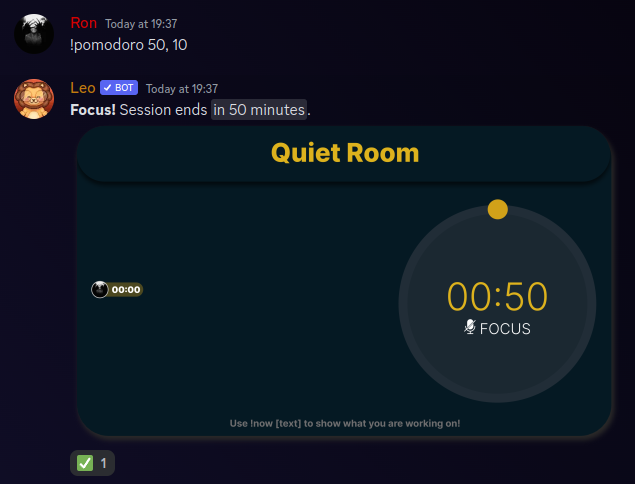 Ron Today at 19:37
!pomodoro 50, 10
Leo ✓ BOT Today at 19:37
Focus! Session ends in 50 minutes.
Quiet Room
00:00
00:50
FOCUS
Use !now [text] to show what you are working on!
✅ 1